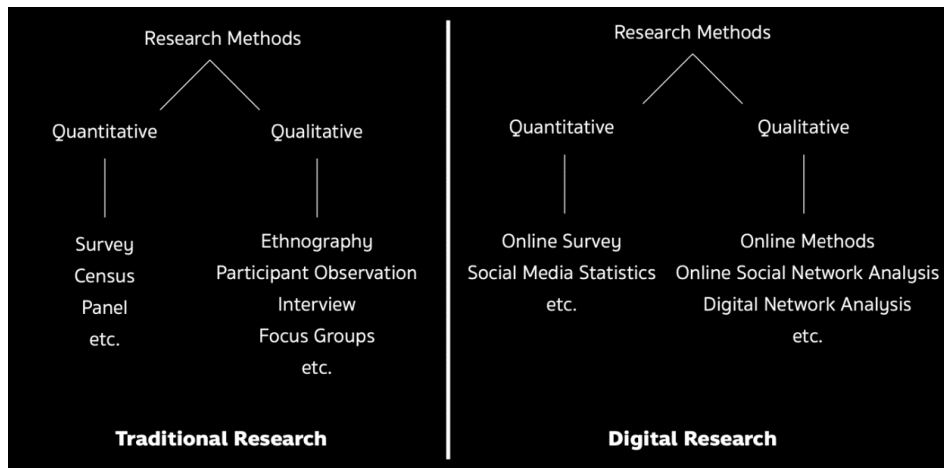 Research Methods
Quantitative
Qualitative
Survey
Census
Panel
etc.
Ethnography
Participant Observation
Interview
Focus Groups
etc.
Traditional Research
Research Methods
Quantitative
Qualitative
Online Survey
Social Media Statistics
etc.
Online Methods
Online Social Network Analysis
Digital Network Analysis
etc.
Digital Research